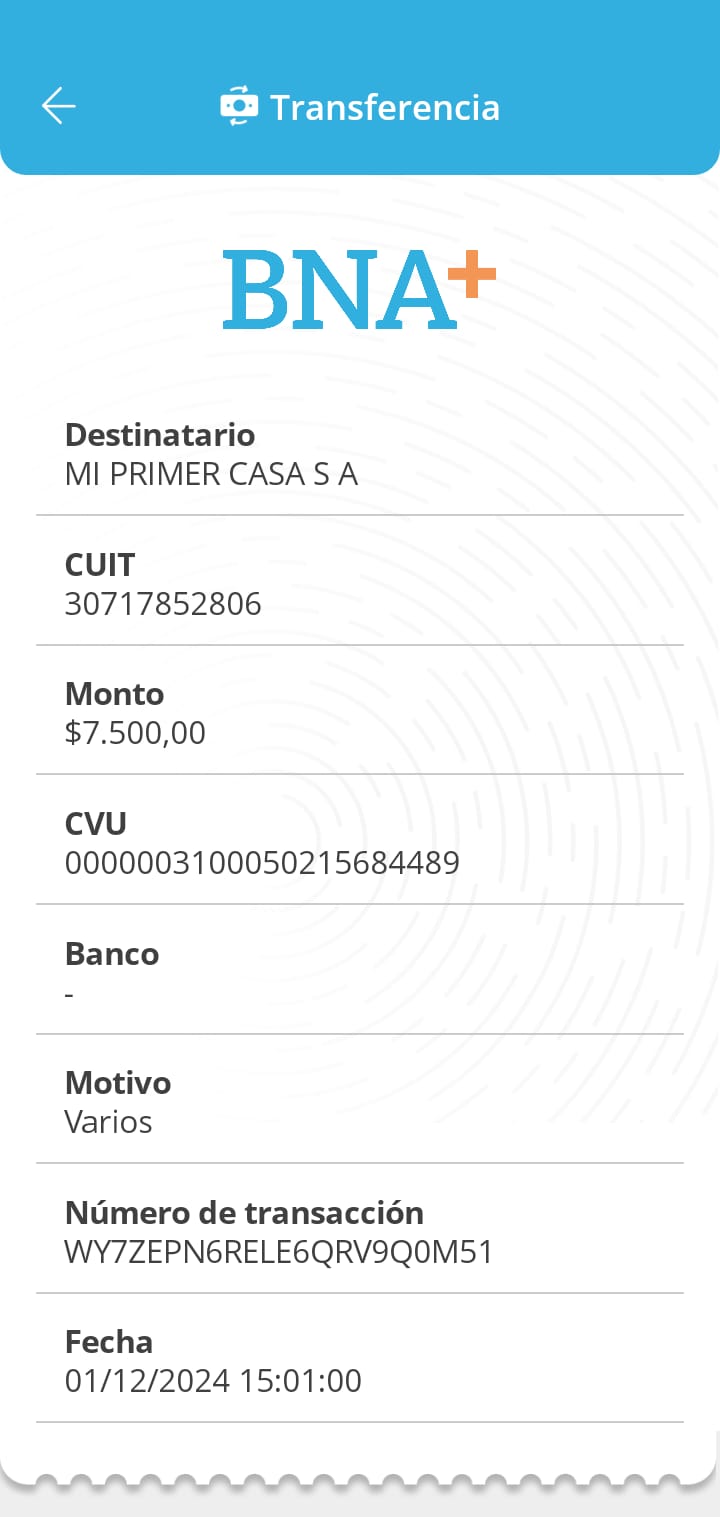 Transferencia
BNA+
Destinatario
MI PRIMER CASA S A
CUIT
30717852806
Monto
$7.500,00
CVU
0000003100050215684489
Banco
-
Motivo
Varios
Número de transacción
WY7ZEPN6RELE6QRV9Q0M51
Fecha
01/12/2024 15:01:00